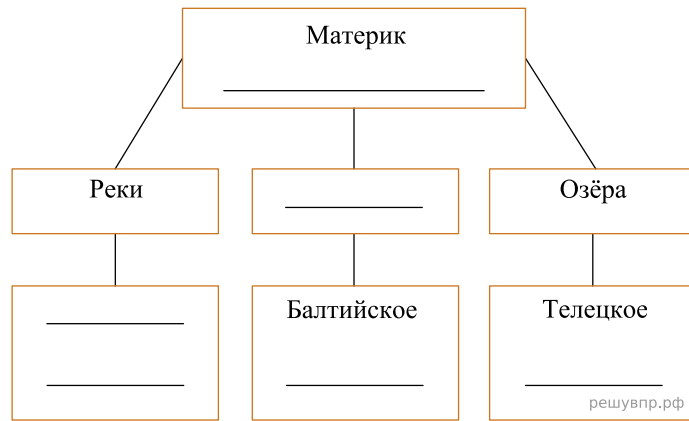 Материк
Реки
Озёра
Балтийское
Телецкое
решувпр.рф